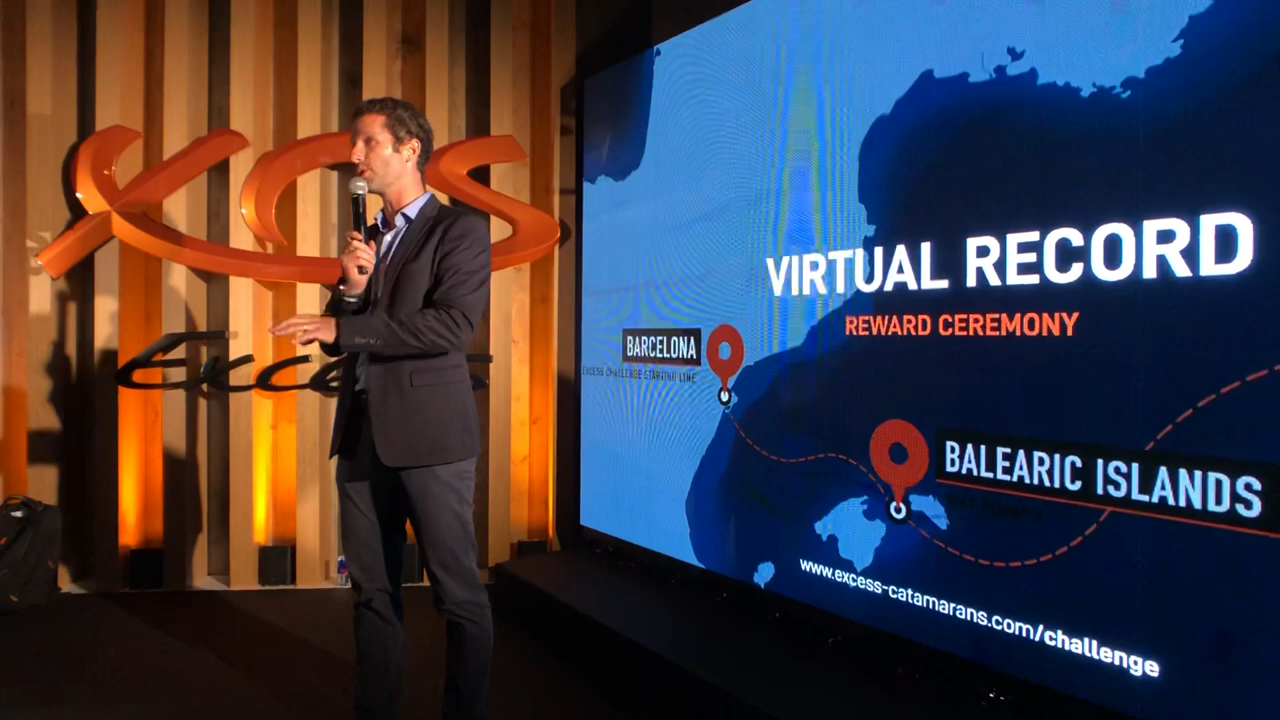 XCS
VIRTUAL RECORD
REWARD CEREMONY
BARCELONA
EXCESS CHALLENGE STARTING LINE
BALEARIC ISLANDS
www.excess-catamarans.com/challenge